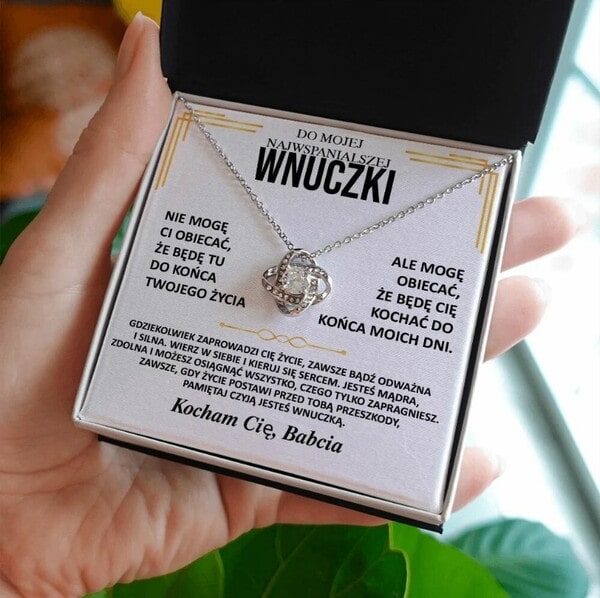 DO MOJEJ
NAJWSPANIALSZEJ
WNUCZKI
NIE MOGĘ
CI OBIECAĆ,
ŻE BĘDĘ TU
DO KOŃCA
TWOJEGO ŻYCIA
ALE MOGĘ
OBIECAĆ,
ŻE BĘDĘ CIĘ
KOCHAĆ DO
KOŃCA MOICH DNI.
GDZIEKOLWIEK ZAPROWADZI CIĘ ŻYCIE, ZAWSZE BĄDŹ ODWAŻNA
I SILNA. WIERZ W SIEBIE I KIERUJ SIĘ SERCEM. JESTEŚ MĄDRA,
ZDOLNA I MOŻESZ OSIĄGNĄĆ WSZYSTKO, CZEGO TYLKO ZAPRAGNIESZ.
ZAWSZE, GDY ŻYCIE POSTAWI PRZED TOBĄ PRZESZKODY,
PAMIĘTAJ CZYJĄ JESTEŚ WNUCZKĄ.
Kocham Cię, Babcia